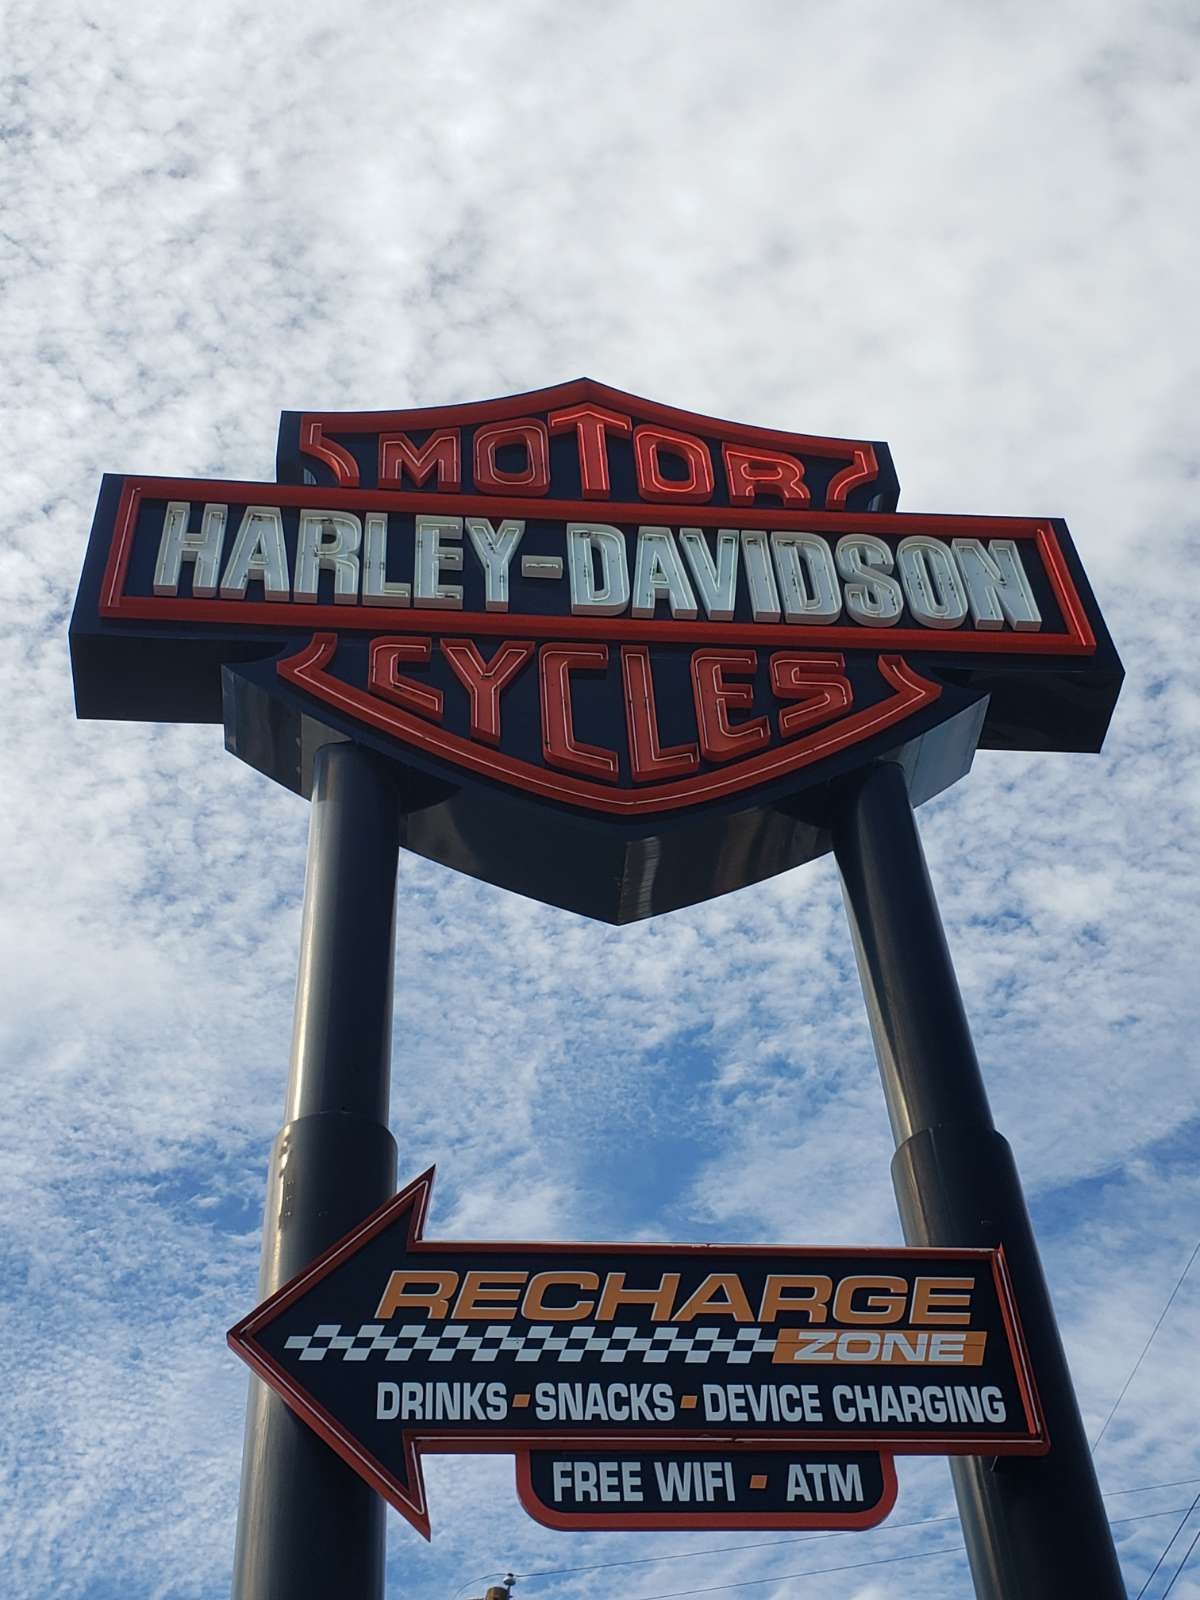 MOTOR
HARLEY-DAVIDSON
CYCLES
RECHARGE
ZONE
DRINKS ▪ SNACKS ▪ DEVICE CHARGING
FREE WIFI ▪ ATM